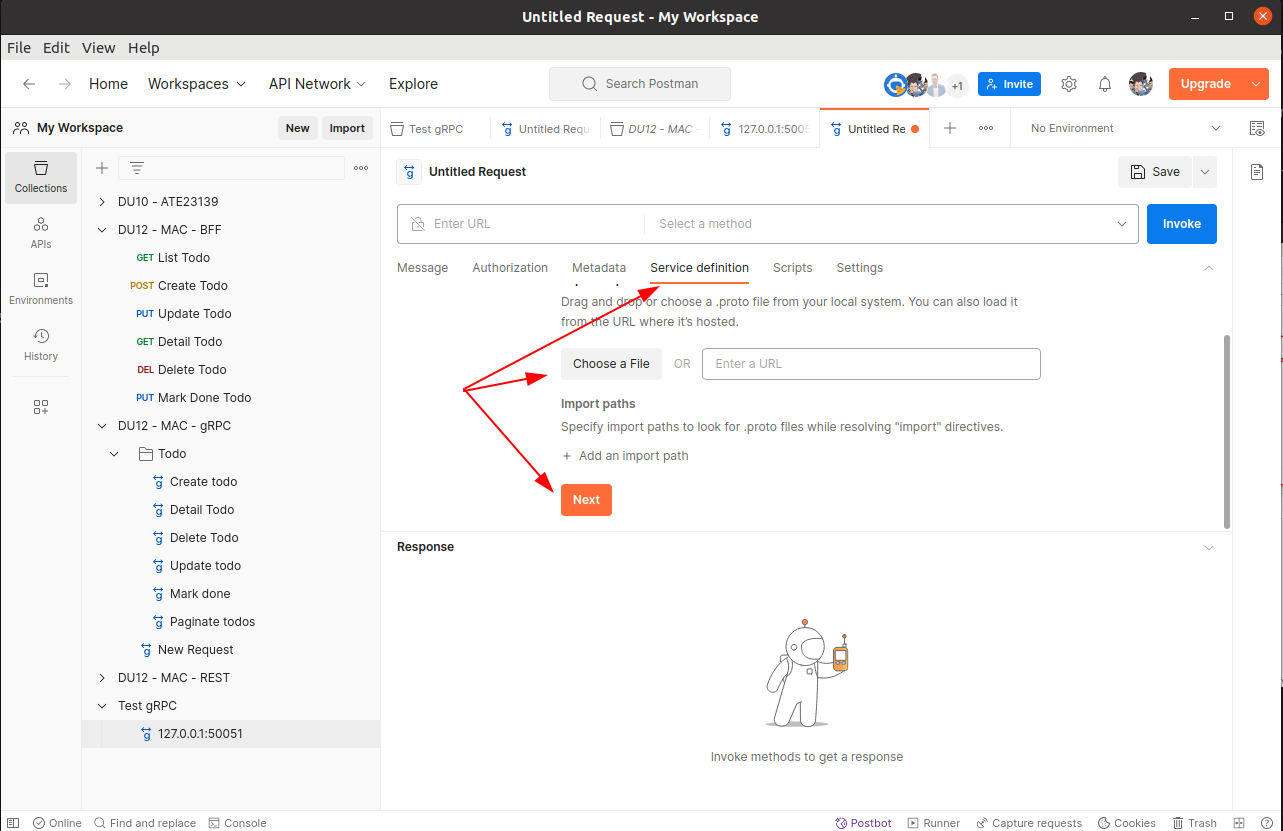 Untitled Request - My Workspace
File Edit View Help
Home Workspaces API Network Explore
Search Postman
+1
Invite
Upgrade
My Workspace
New Import
Test gRPC
Untitled Requ
DU12 - MAC -
127.0.0.1:5005
Untitled Re
No Environment
Collections
APIs
Environments
History
DU10 - ATE23139
DU12 - MAC - BFF
GET List Todo
POST Create Todo
PUT Update Todo
GET Detail Todo
DEL Delete Todo
PUT Mark Done Todo
DU12 - MAC - gRPC
Todo
Create todo
Detail Todo
Delete Todo
Update todo
Mark done
Paginate todos
New Request
DU12 - MAC - REST
Test gRPC
127.0.0.1:50051
Untitled Request
Save
Enter URL
Select a method
Invoke
Message Authorization Metadata Service definition Scripts Settings
Drag and drop or choose a .proto file from your local system. You can also load it
from the URL where it's hosted.
Choose a File OR Enter a URL
Import paths
Specify import paths to look for .proto files while resolving "import" directives.
+ Add an import path
Next
Response
Invoke methods to get a response
Online Find and replace Console
Postbot Runner Capture requests Cookies Trash